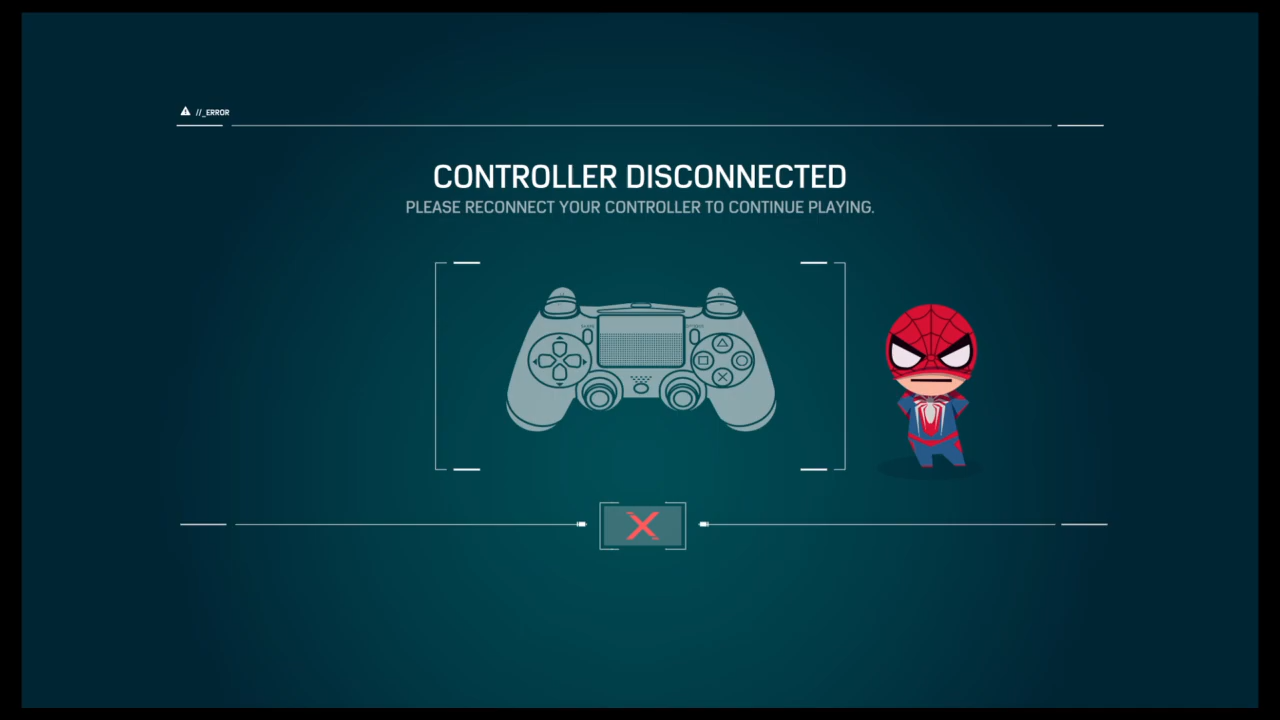 //_ERROR
CONTROLLER DISCONNECTED
PLEASE RECONNECT YOUR CONTROLLER TO CONTINUE PLAYING.